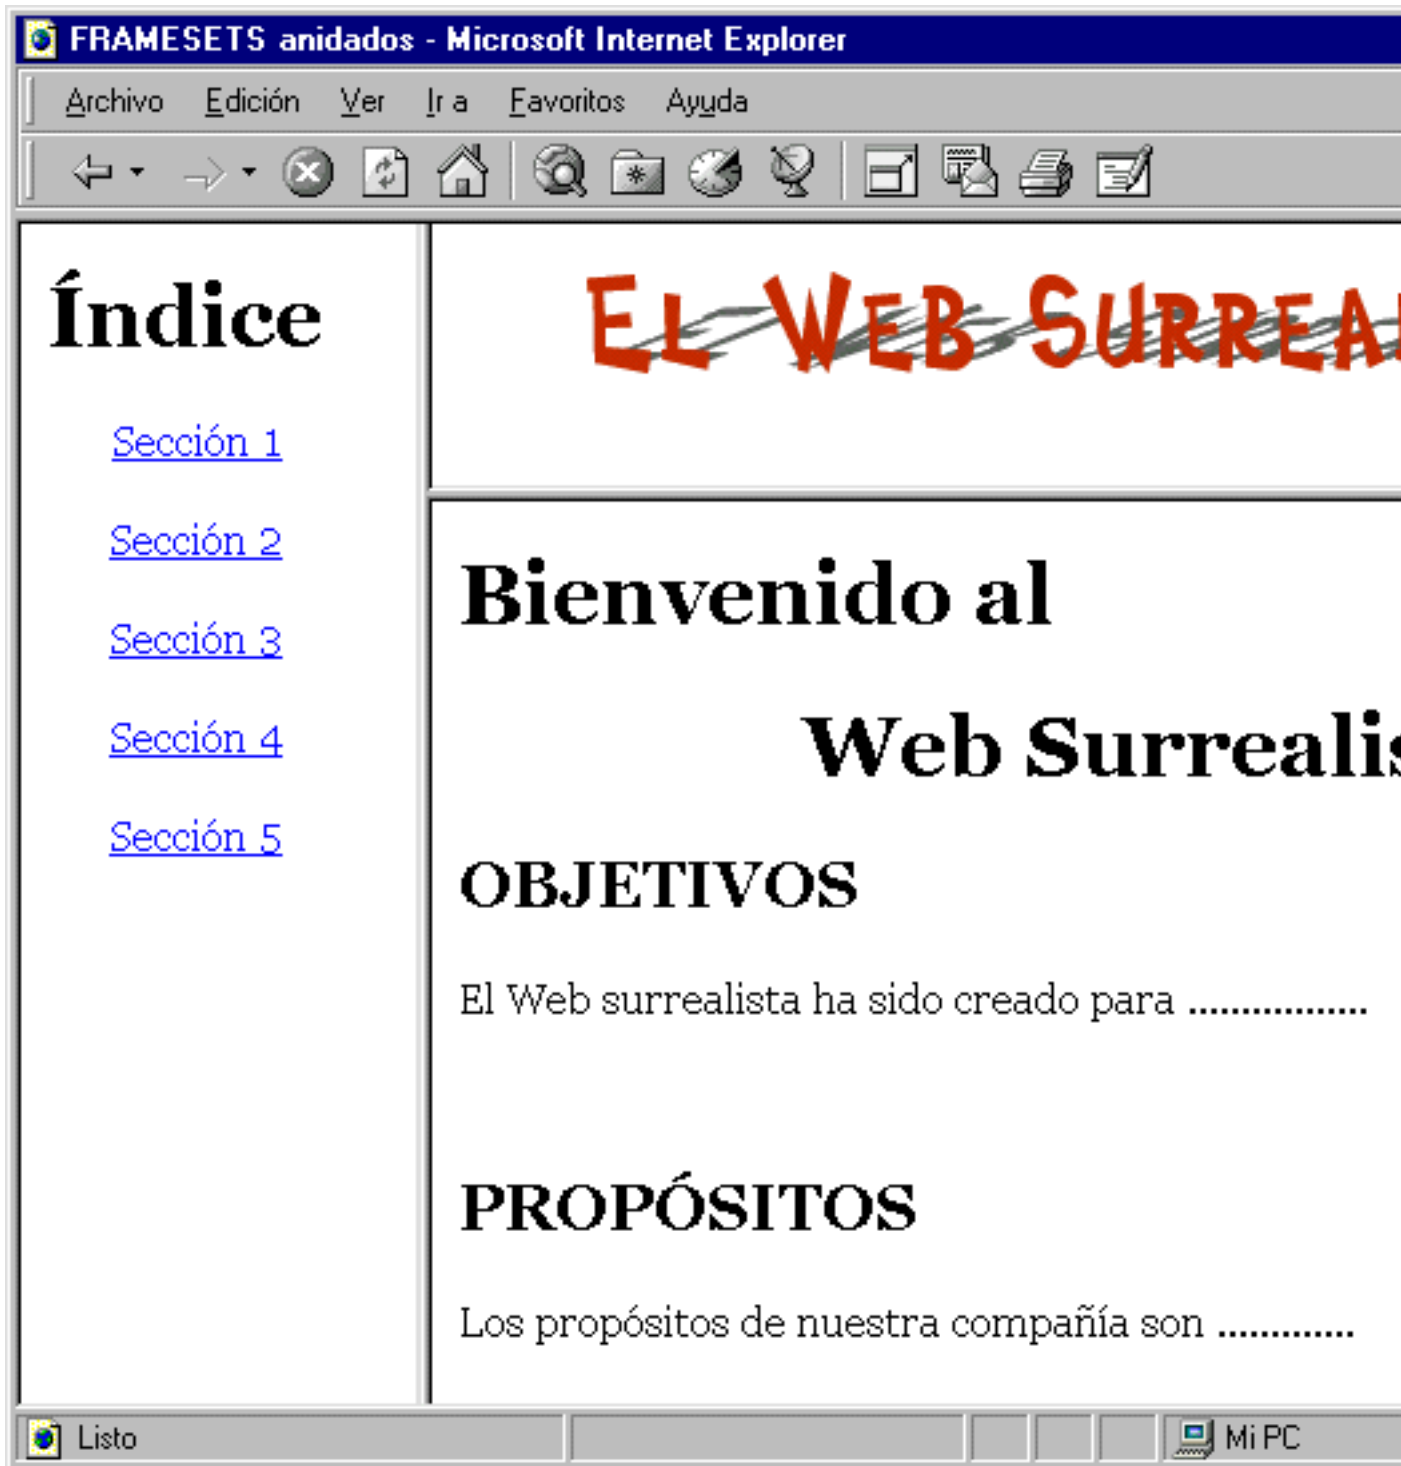 FRAMESETS anidados - Microsoft Internet Explorer
Archivo Edición Ver Ir a Favoritos Ayuda
Índice
Sección 1
Sección 2
Sección 3
Sección 4
Sección 5
EL WEB SURREAL
Bienvenido al
Web Surrealis
OBJETIVOS
El Web surrealista ha sido creado para .................
PROPÓSITOS
Los propósitos de nuestra compañía son .............
Listo
Mi PC